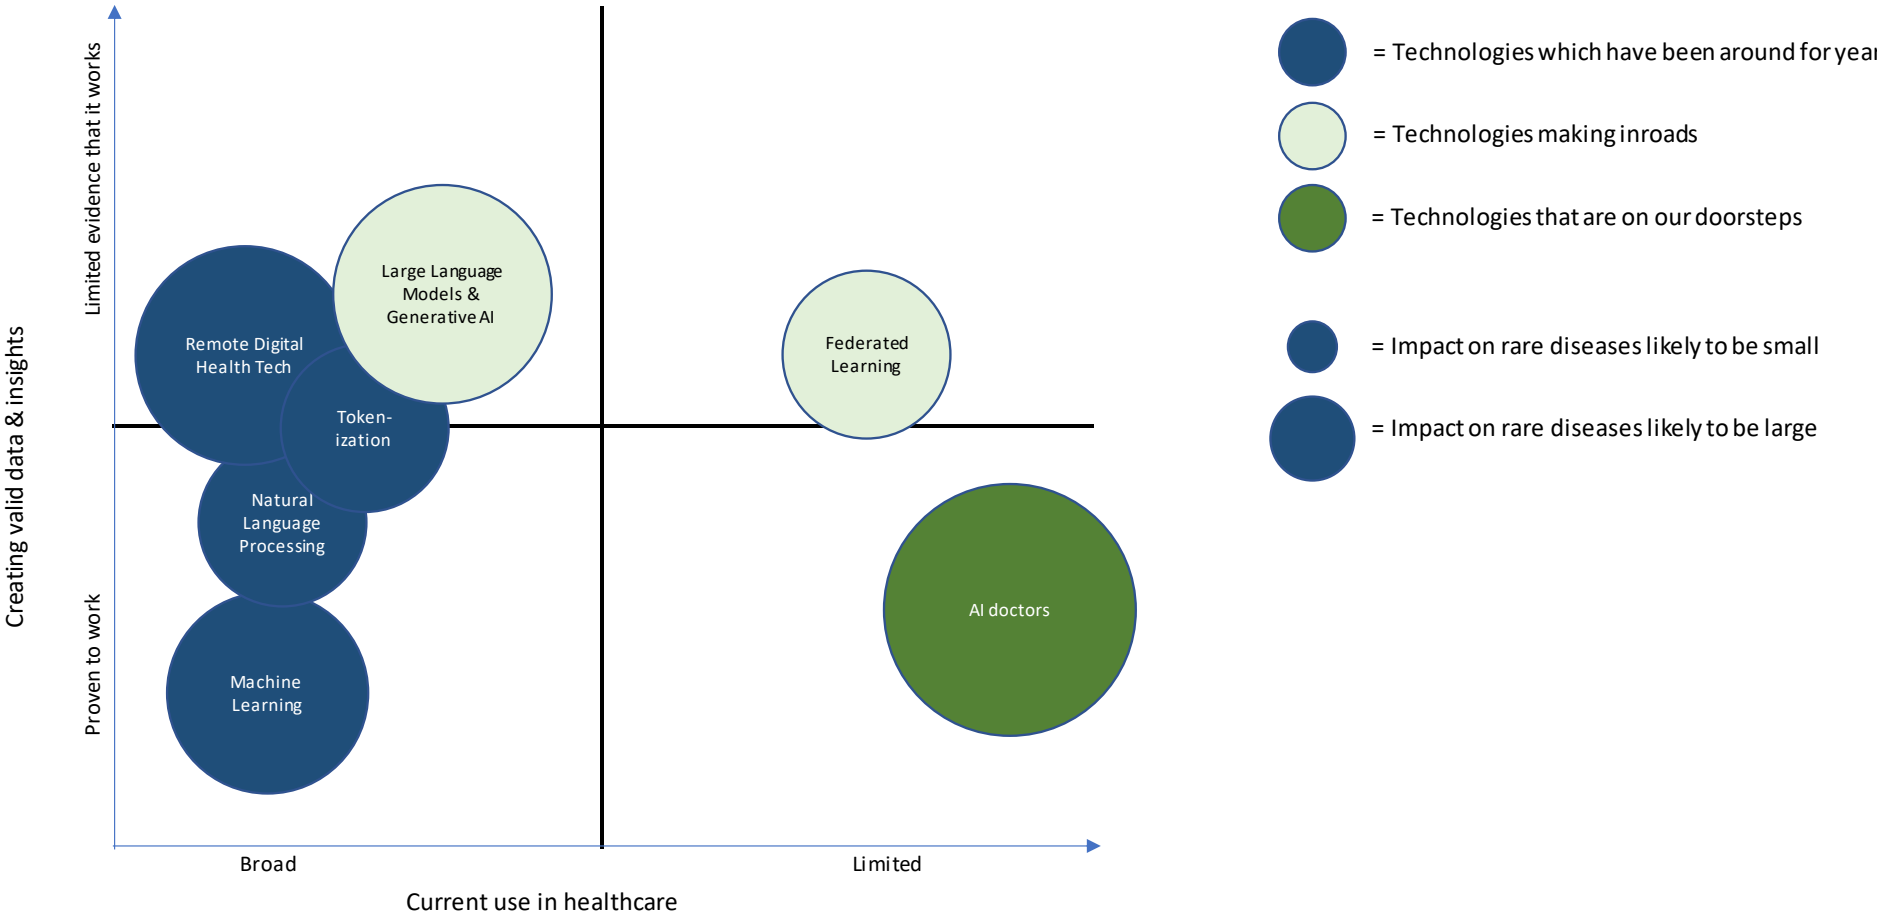 Creating valid data & insights
Limited evidence that it works
Proven to work
Large Language
Models &
Generative AI
Remote Digital
Health Tech
Token-
ization
Natural
Language
Processing
Machine
Learning
Federated
Learning
AI doctors
Broad
Limited
Current use in healthcare
= Technologies which have been around for year
= Technologies making inroads
= Technologies that are on our doorsteps
= Impact on rare diseases likely to be small
= Impact on rare diseases likely to be large